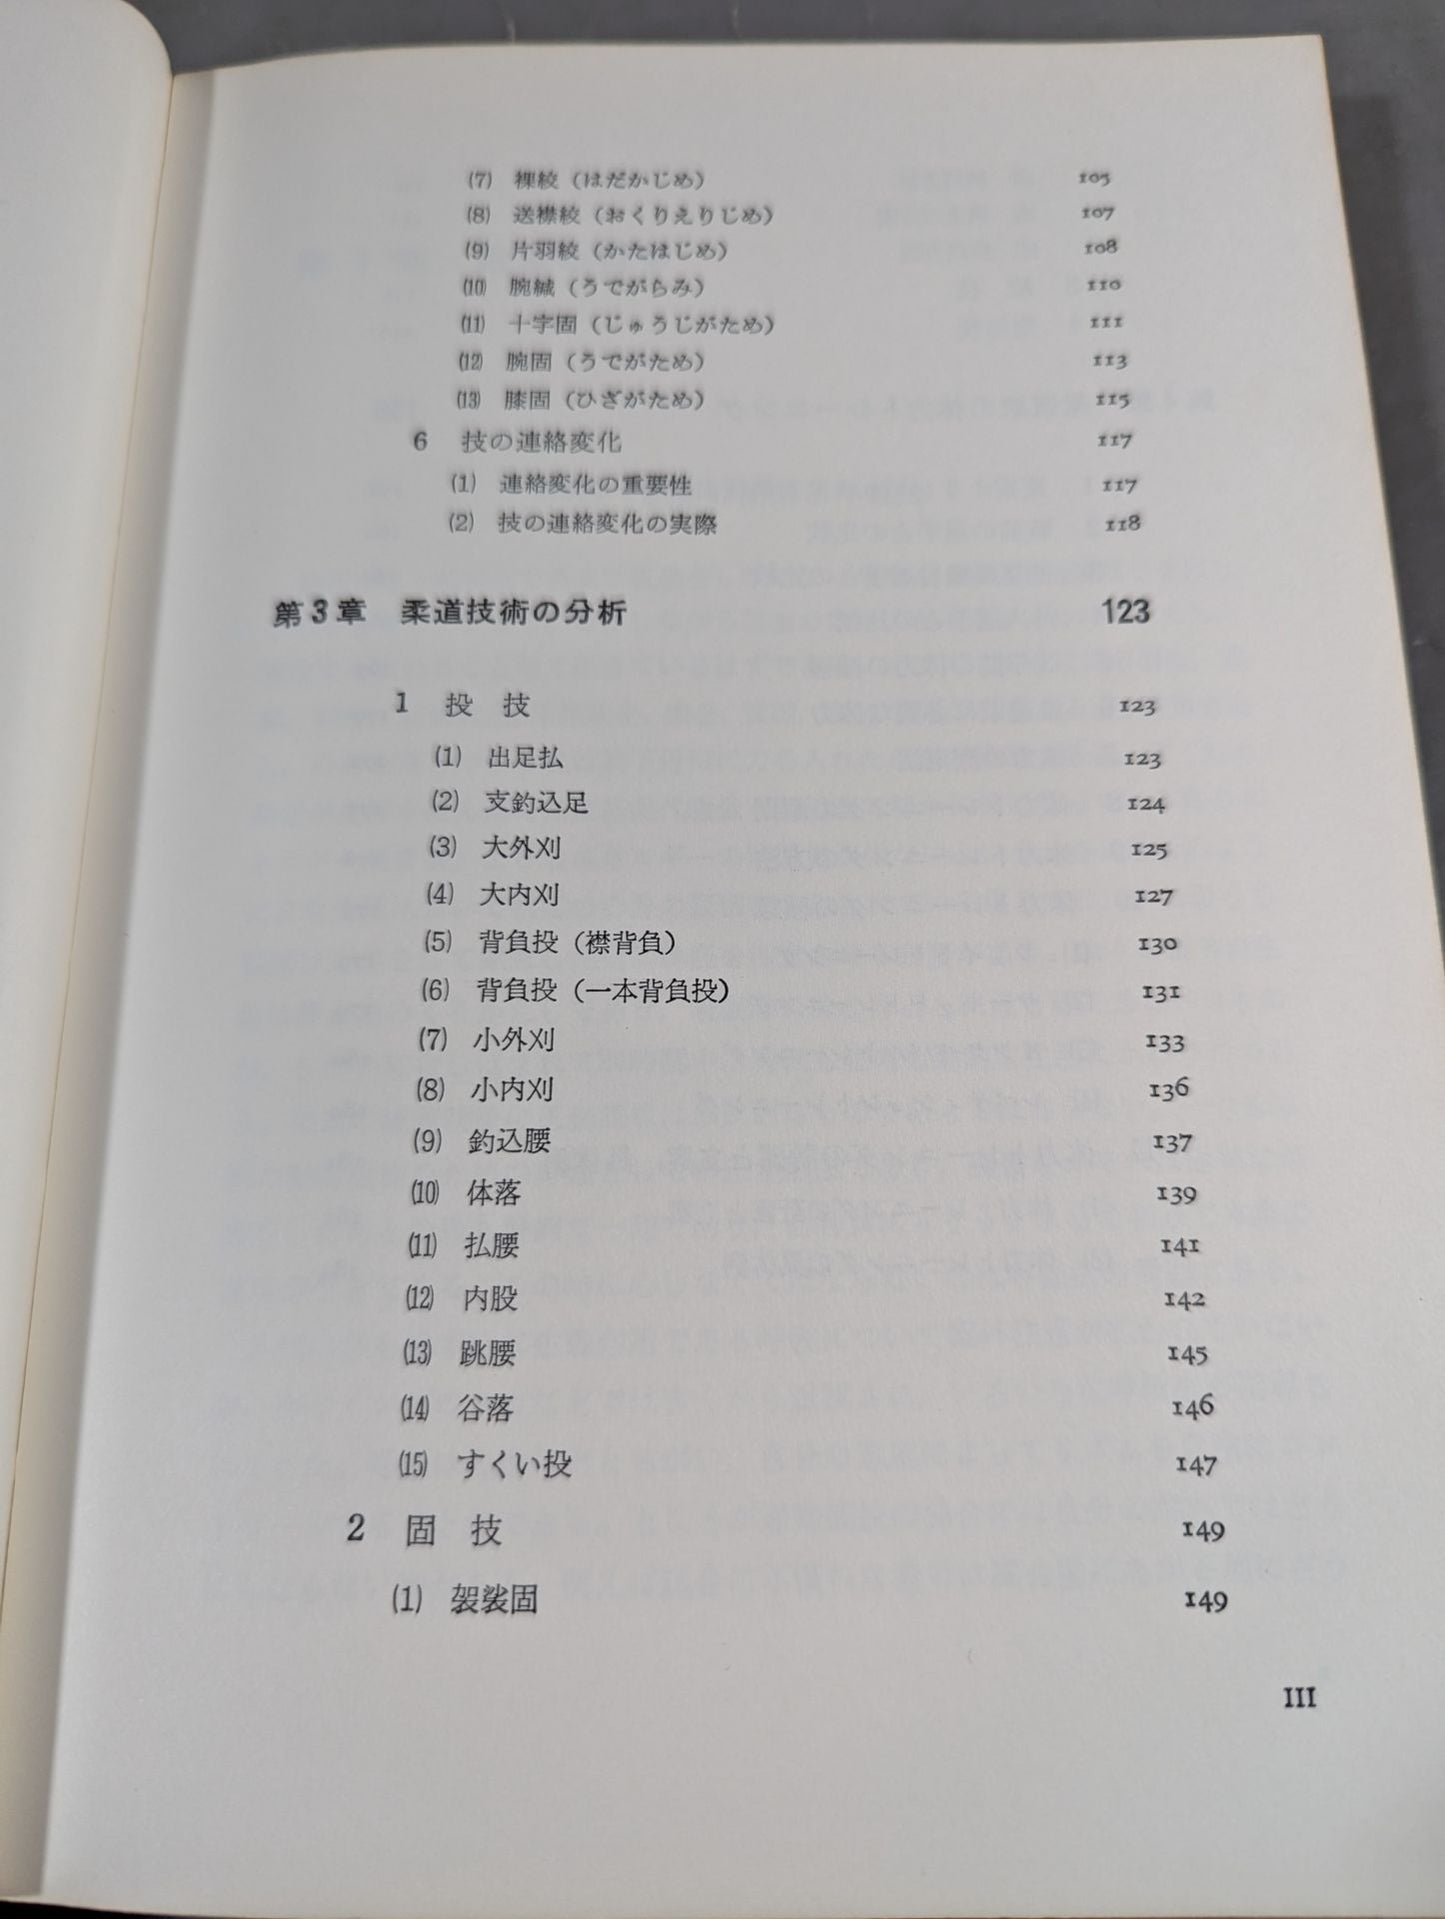 (7) 裸絞（はだかじめ） 105
(8) 送襟絞（おくりえりじめ） 107
(9) 片羽絞（かたはじめ） 108
(10) 腕緘（うでがらみ） 110
(11) 十字固（じゅうじがため） 111
(12) 腕固（うでがため） 113
(13) 膝固（ひざがため） 115
6 技の連絡変化 117
(1) 連絡変化の重要性 117
(2) 技の連絡変化の実際 118
第3章 柔道技術の分析 123
1 投 技 123
(1) 出足払 123
(2) 支釣込足 124
(3) 大外刈 125
(4) 大内刈 127
(5) 背負投（襟背負） 130
(6) 背負投（一本背負投） 131
(7) 小外刈 133
(8) 小内刈 136
(9) 釣込腰 137
(10) 体落 139
(11) 払腰 141
(12) 内股 142
(13) 跳腰 145
(14) 谷落 146
(15) すくい投 147
2 固 技 149
(1) 袈裟固 149
III